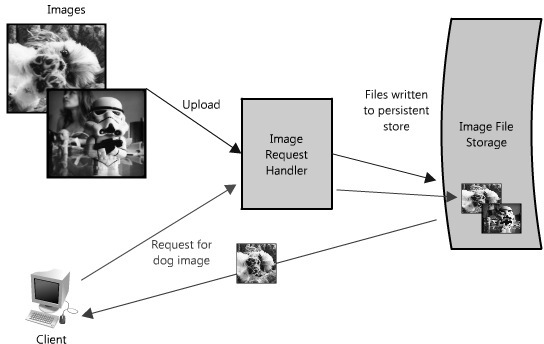 Images
Upload
Files written
to persistent
store
Image
Request
Handler
Image File
Storage
Request for
dog image
Client